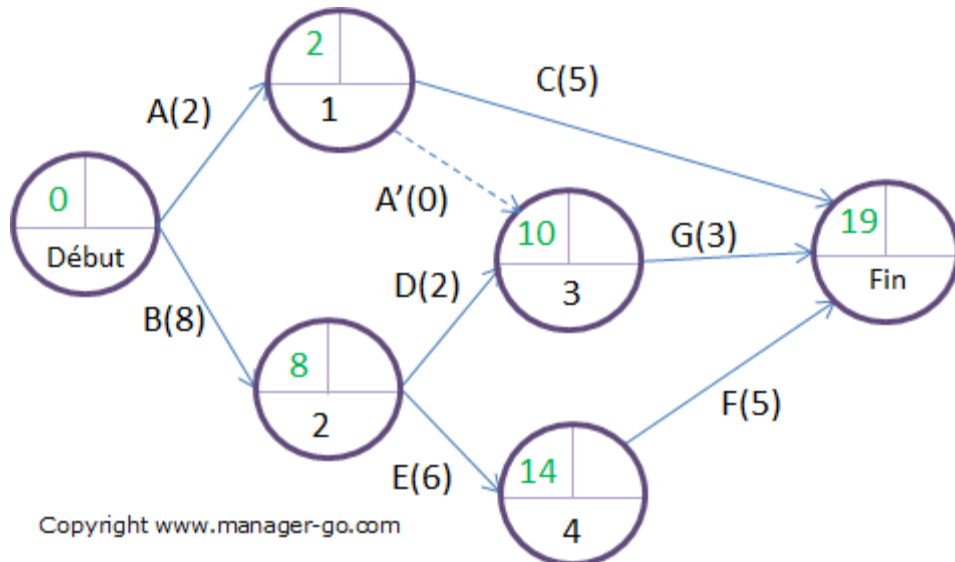 2
1
C(5)
A(2)
A’(0)
0
Début
10
3
G(3)
19
Fin
D(2)
B(8)
8
2
F(5)
E(6)
14
4
Copyright www.manager-go.com